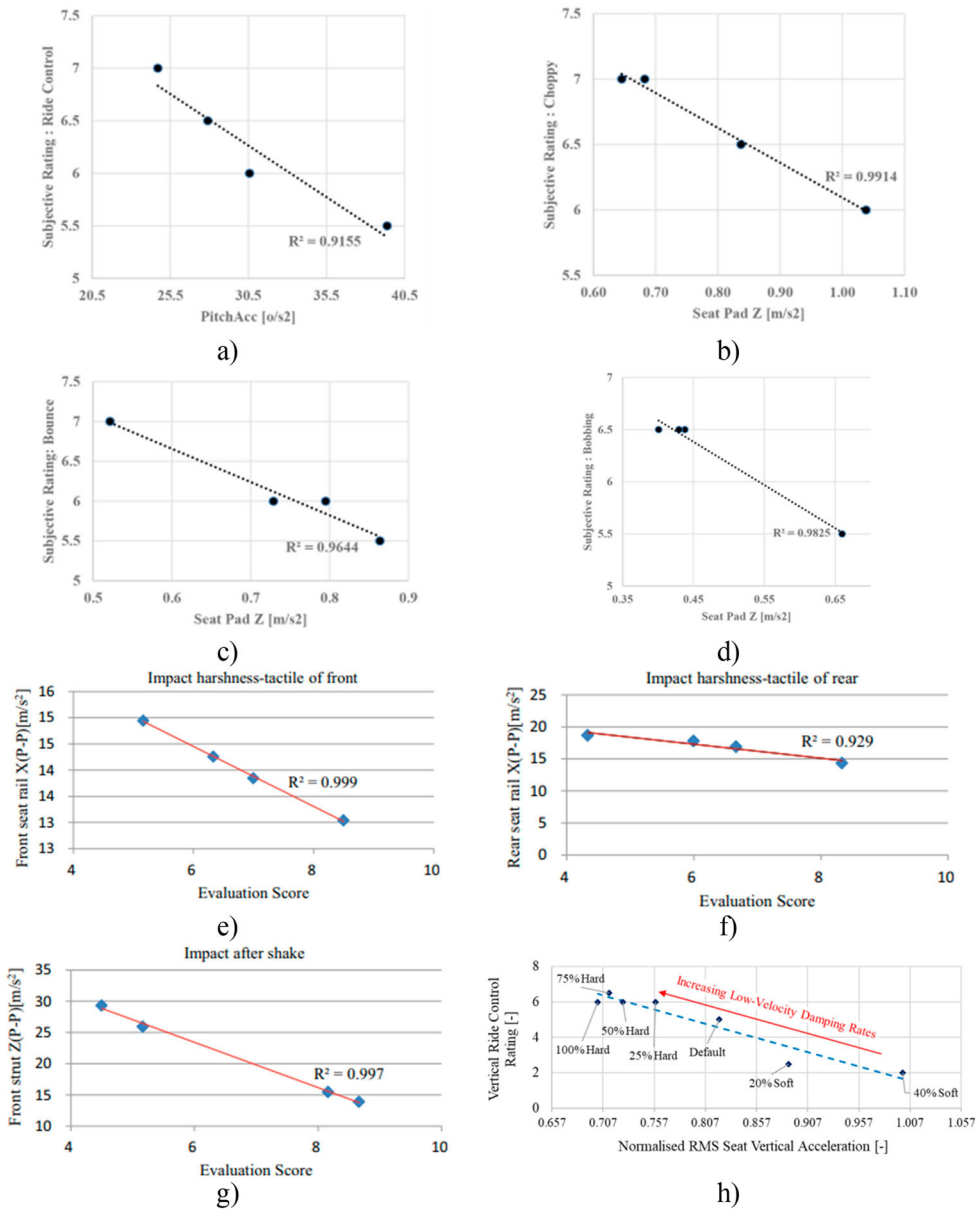 7.5
7
6.5
6
5.5
5
Subjective Rating : Ride Control
R² = 0.9155
20.5 25.5 30.5 35.5 40.5
PitchAcc [o/s2]
a)
7.5
7
6.5
6
5.5
Subjective Rating : Choppy
R² = 0.9914
0.60 0.70 0.80 0.90 1.00 1.10
Seat Pad Z [m/s2]
b)
7.5
7
6.5
6
5.5
5
Subjective Rating: Bounce
R² = 0.9644
0.5 0.6 0.7 0.8 0.9
Seat Pad Z [m/s2]
c)
7
6.5
6
5.5
5
Subjective Rating : Bobbing
R² = 0.9825
0.35 0.45 0.55 0.65
Seat Pad Z [m/s2]
d)
Impact harshness-tactile of front
16
15
15
14
14
13
13
Front seat rail X(P-P)[m/s²]
R² = 0.999
4 6 8 10
Evaluation Score
e)
Impact harshness-tactile of rear
25
20
15
10
5
0
Rear seat rail X(P-P)[m/s²]
R² = 0.929
4 6 8 10
Evaluation Score
f)
Impact after shake
35
30
25
20
15
10
Front strut Z(P-P)[m/s²]
R² = 0.997
4 6 8 10
Evaluation Score
g)
8
6
4
2
0
Vertical Ride Control
Rating [-]
75% Hard
100% Hard
50% Hard
25% Hard
Default
20% Soft
40% Soft
Increasing Low-Velocity Damping Rates
0.657 0.707 0.757 0.807 0.857 0.907 0.957 1.007 1.057
Normalised RMS Seat Vertical Acceleration [-]
h)